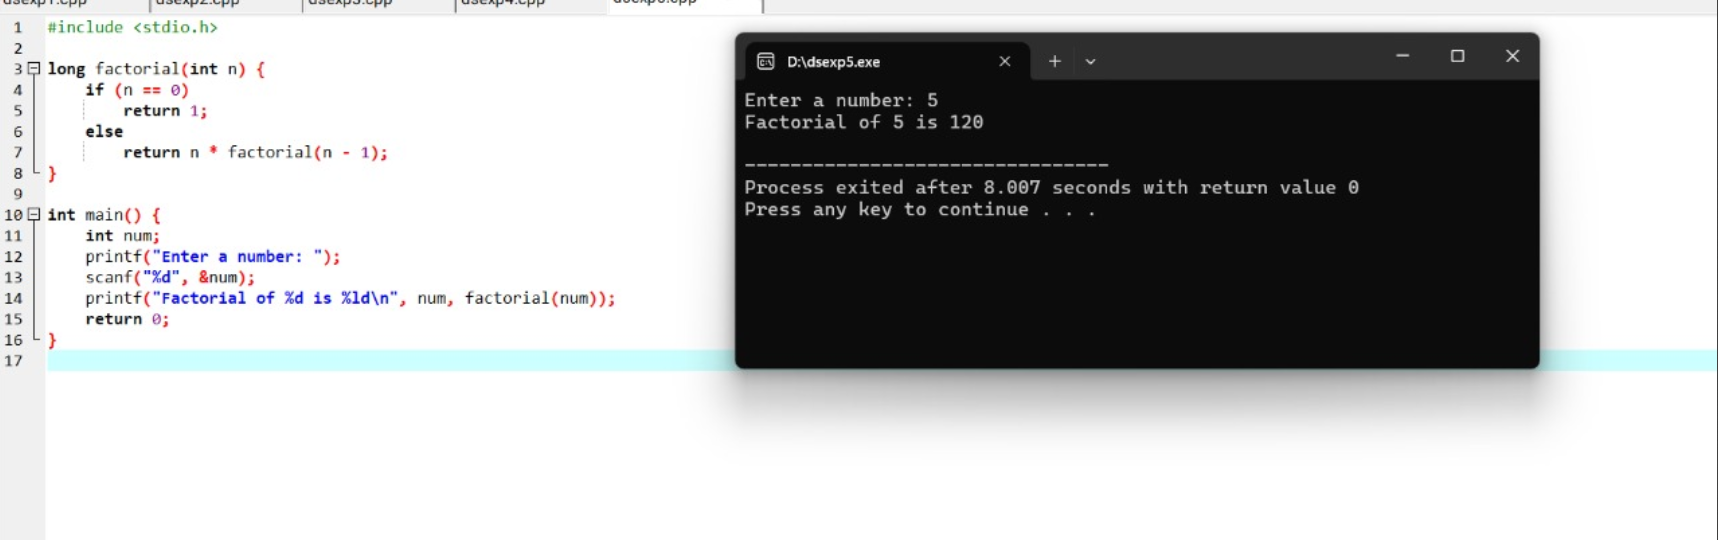 dsexp1.cpp dsexp2.cpp dsexp3.cpp dsexp4.cpp
1 #include <stdio.h>
2
3 long factorial(int n) {
4 if (n == 0)
5 return 1;
6 else
7 return n * factorial(n - 1);
8 }
9
10 int main() {
11 int num;
12 printf("Enter a number: ");
13 scanf("%d", &num);
14 printf("Factorial of %d is %ld\n", num, factorial(num));
15 return 0;
16 }
17
D:\dsexp5.exe
Enter a number: 5
Factorial of 5 is 120
--------------------------------
Process exited after 8.007 seconds with return value 0
Press any key to continue . . .